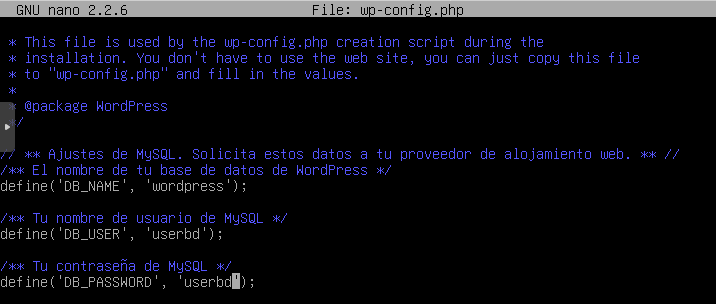 GNU nano 2.2.6 File: wp-config.php
* This file is used by the wp-config.php creation script during the
* installation. You don't have to use the web site, you can just copy this file
* to "wp-config.php" and fill in the values.
*
* @package WordPress
*/
// ** Ajustes de MySQL. Solicita estos datos a tu proveedor de alojamiento web. ** //
/** El nombre de tu base de datos de WordPress */
define('DB_NAME', 'wordpress');
/** Tu nombre de usuario de MySQL */
define('DB_USER', 'userbd');
/** Tu contraseña de MySQL */
define('DB_PASSWORD', 'userbd');